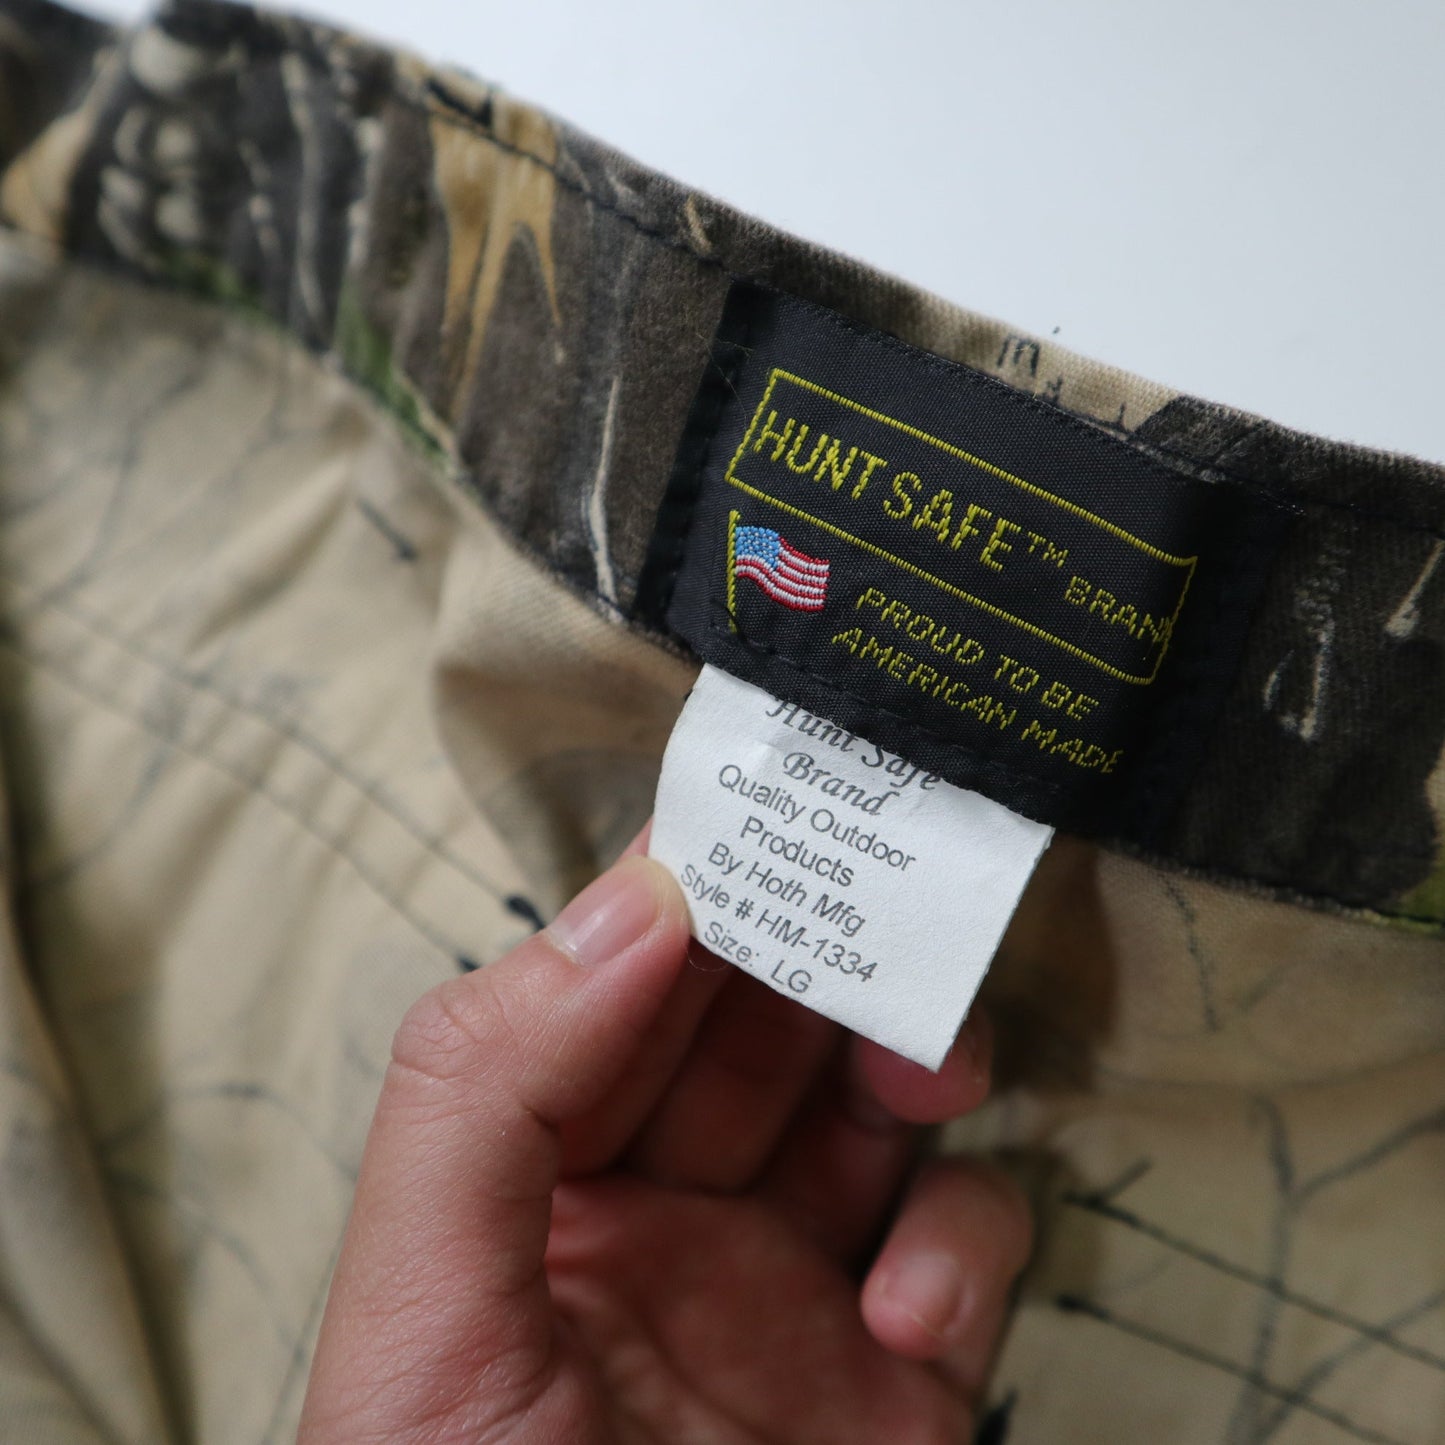 HUNT SAFE™ BRAND
PROUD TO BE
AMERICAN MADE
Hunt Safe
Brand
Quality Outdoor
Products
By Hoth Mfg
Style # HM-1334
Size: LG